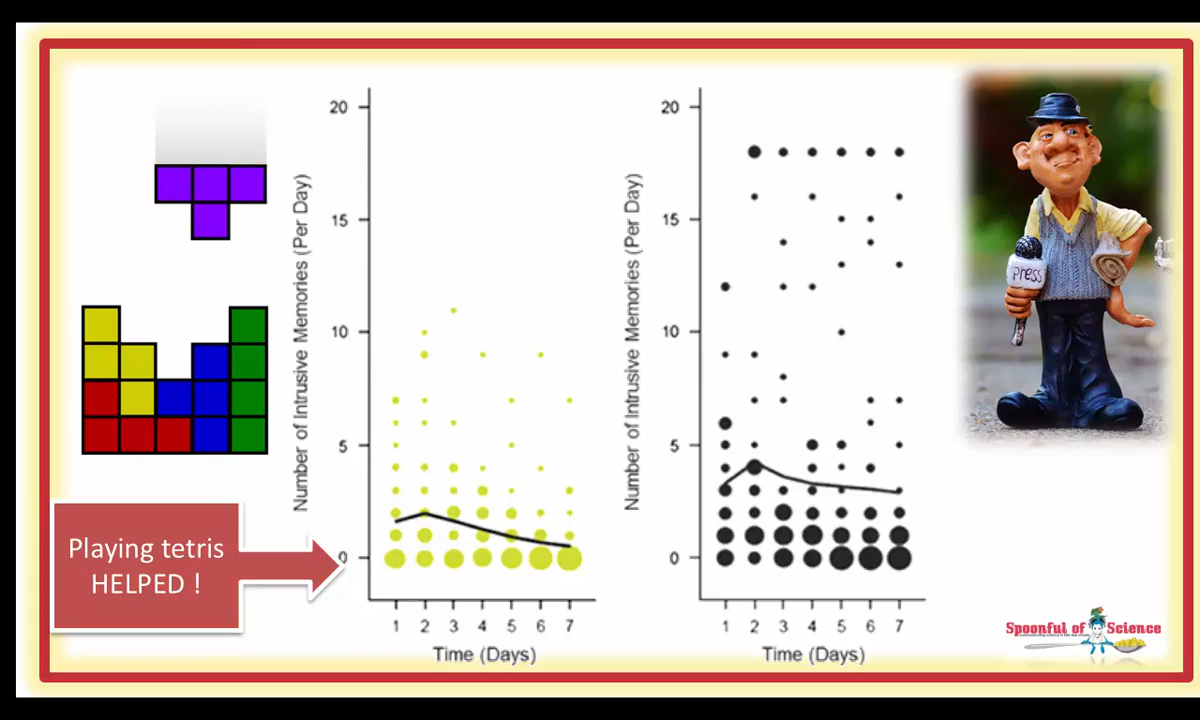 20
15
10
5
0
Number of Intrusive Memories (Per Day)
1 2 3 4 5 6 7
Time (Days)
20
15
10
5
0
Number of Intrusive Memories (Per Day)
1 2 3 4 5 6 7
Time (Days)
Playing tetris
HELPED !
press
Spoonful of Science